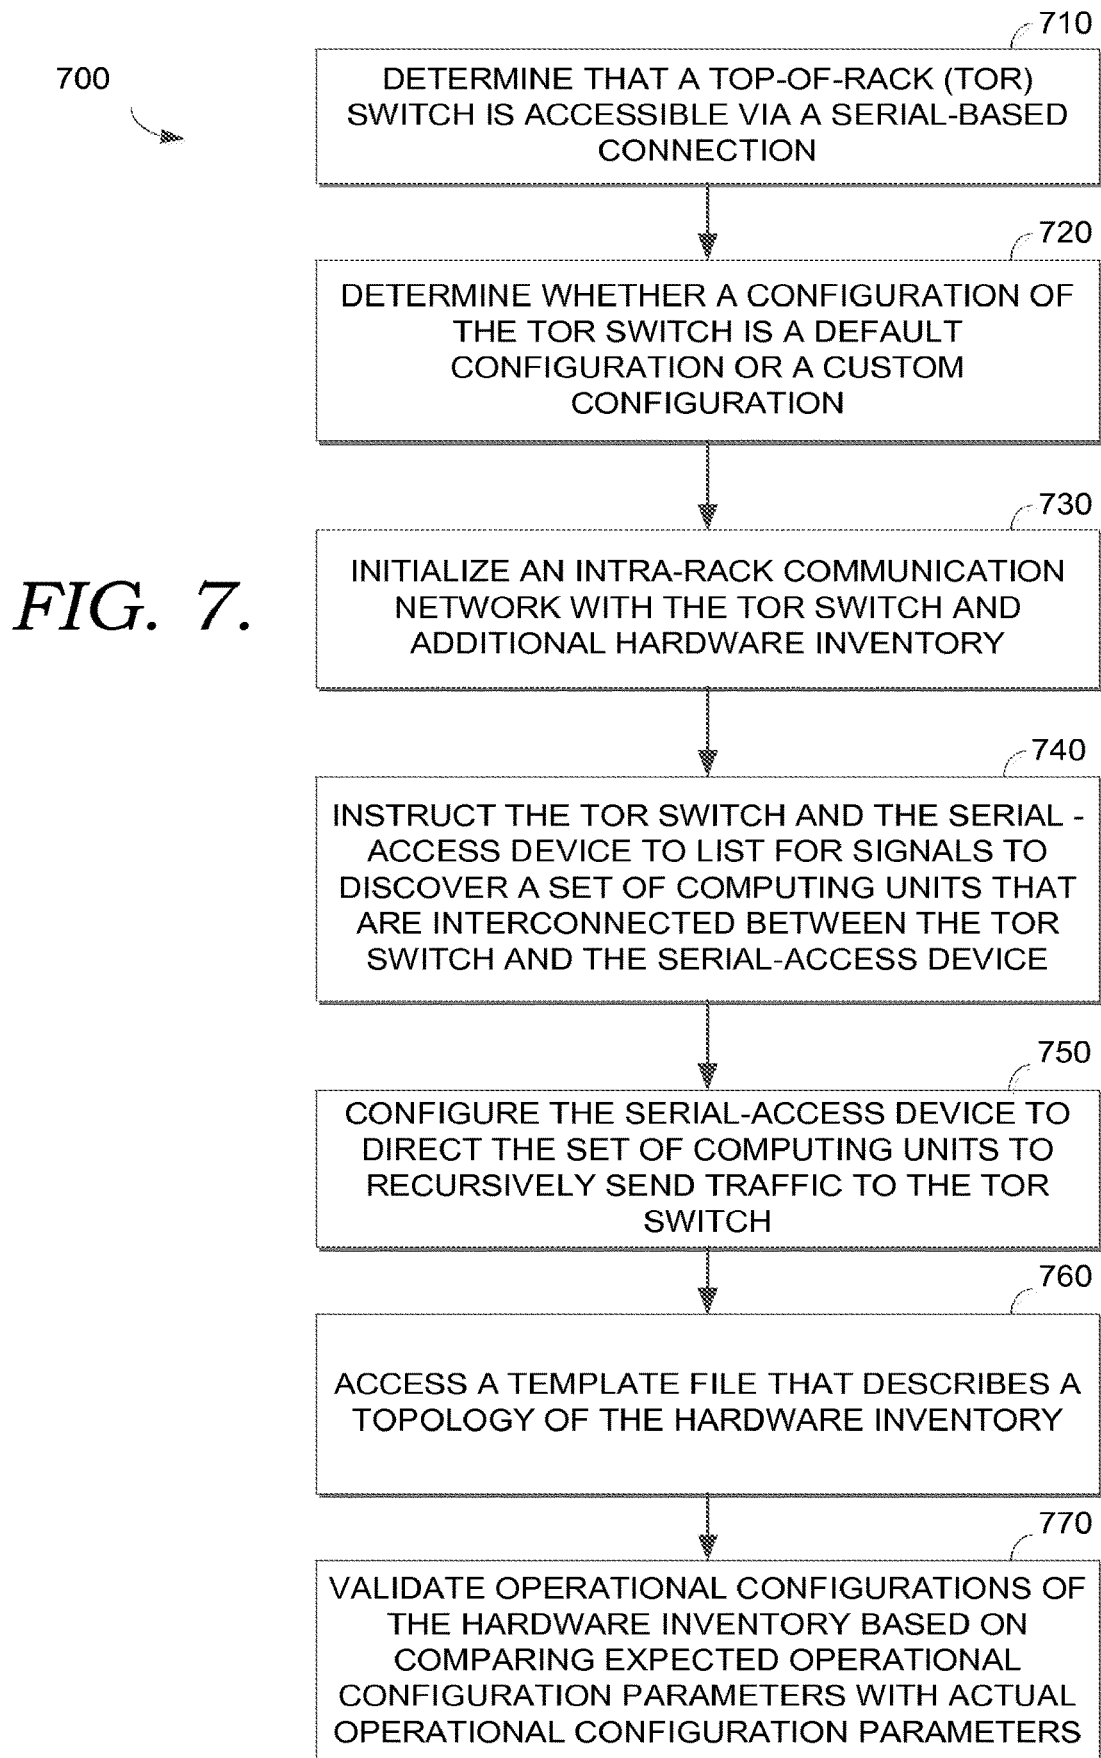 700
710
DETERMINE THAT A TOP-OF-RACK (TOR)
SWITCH IS ACCESSIBLE VIA A SERIAL-BASED
CONNECTION
720
DETERMINE WHETHER A CONFIGURATION OF
THE TOR SWITCH IS A DEFAULT
CONFIGURATION OR A CUSTOM
CONFIGURATION
730
INITIALIZE AN INTRA-RACK COMMUNICATION
NETWORK WITH THE TOR SWITCH AND
ADDITIONAL HARDWARE INVENTORY
FIG. 7.
740
INSTRUCT THE TOR SWITCH AND THE SERIAL -
ACCESS DEVICE TO LIST FOR SIGNALS TO
DISCOVER A SET OF COMPUTING UNITS THAT
ARE INTERCONNECTED BETWEEN THE TOR
SWITCH AND THE SERIAL-ACCESS DEVICE
750
CONFIGURE THE SERIAL-ACCESS DEVICE TO
DIRECT THE SET OF COMPUTING UNITS TO
RECURSIVELY SEND TRAFFIC TO THE TOR
SWITCH
760
ACCESS A TEMPLATE FILE THAT DESCRIBES A
TOPOLOGY OF THE HARDWARE INVENTORY
770
VALIDATE OPERATIONAL CONFIGURATIONS OF
THE HARDWARE INVENTORY BASED ON
COMPARING EXPECTED OPERATIONAL
CONFIGURATION PARAMETERS WITH ACTUAL
OPERATIONAL CONFIGURATION PARAMETERS